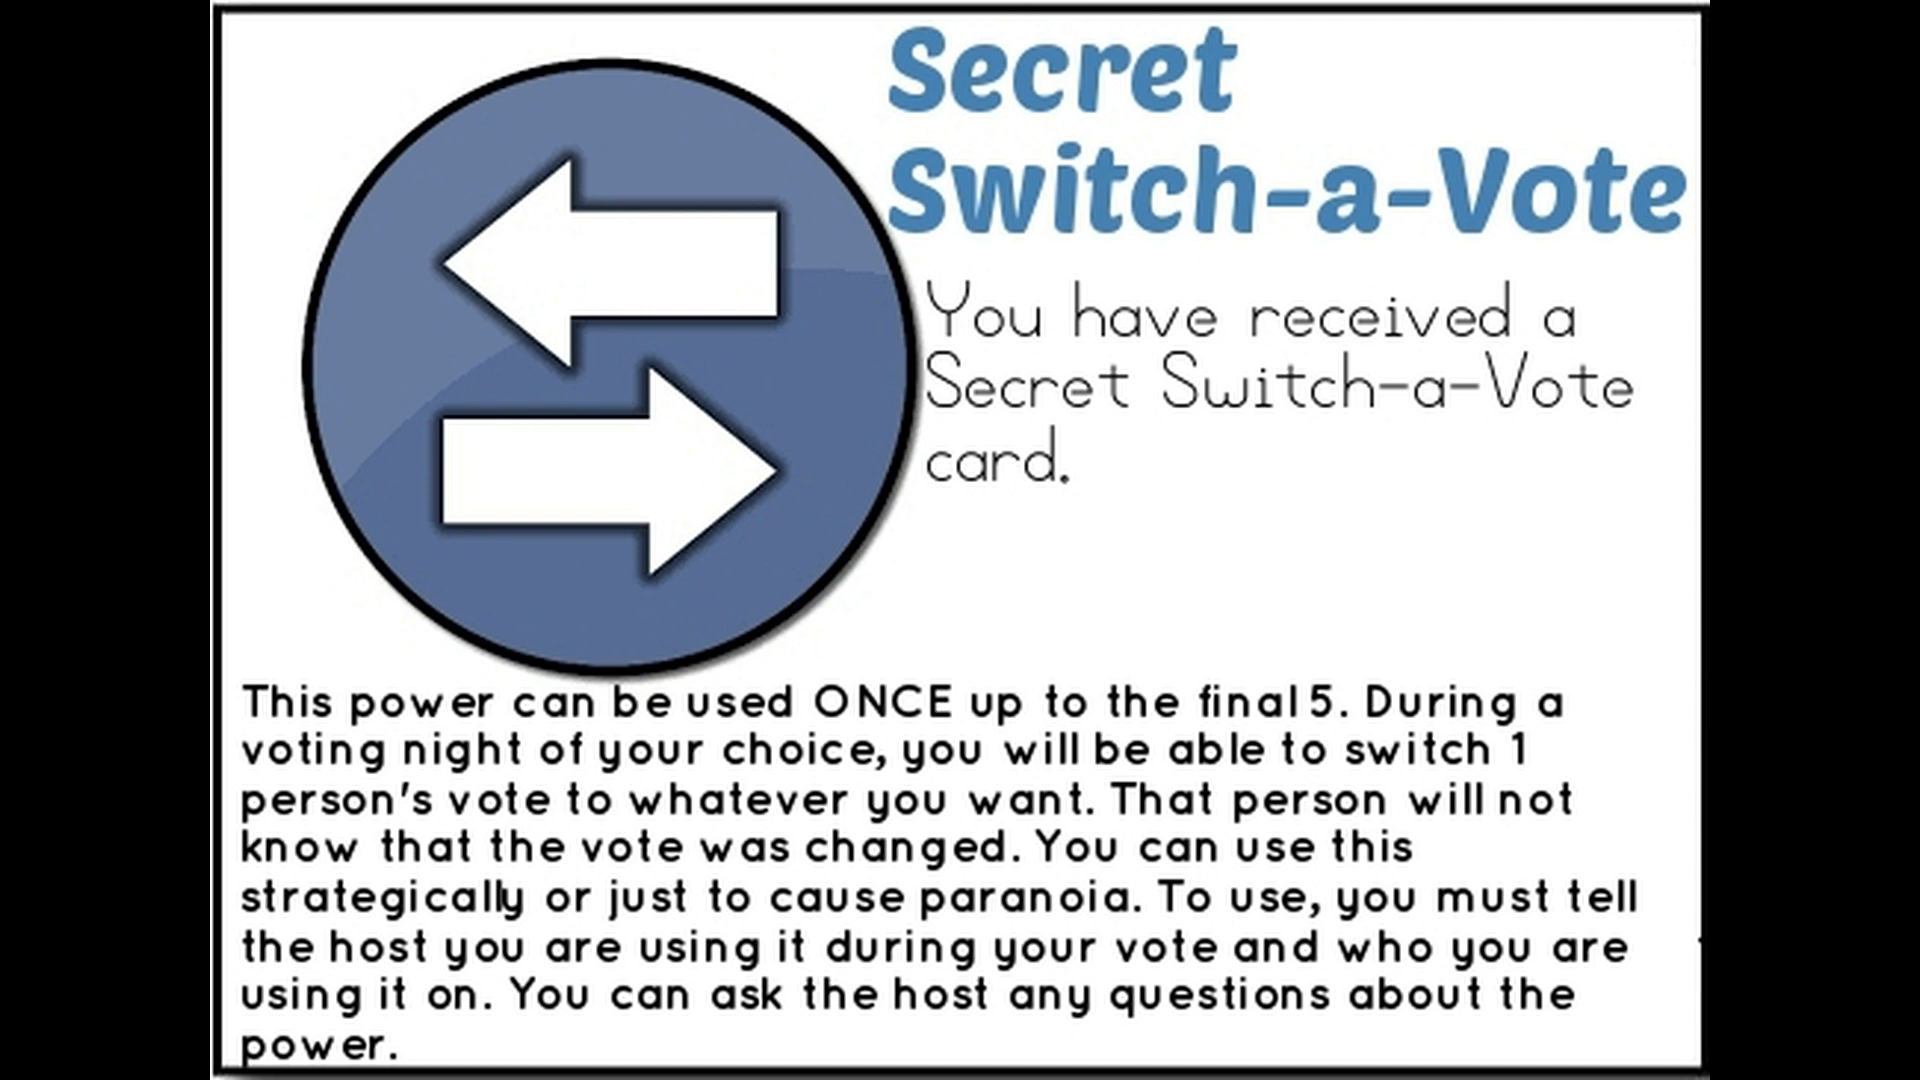 Secret
Switch-a-Vote
You have received a
Secret Switch-a-Vote
card.
This power can be used ONCE up to the final 5. During a
voting night of your choice, you will be able to switch 1
person's vote to whatever you want. That person will not
know that the vote was changed. You can use this
strategically or just to cause paranoia. To use, you must tell
the host you are using it during your vote and who you are
using it on. You can ask the host any questions about the
power.